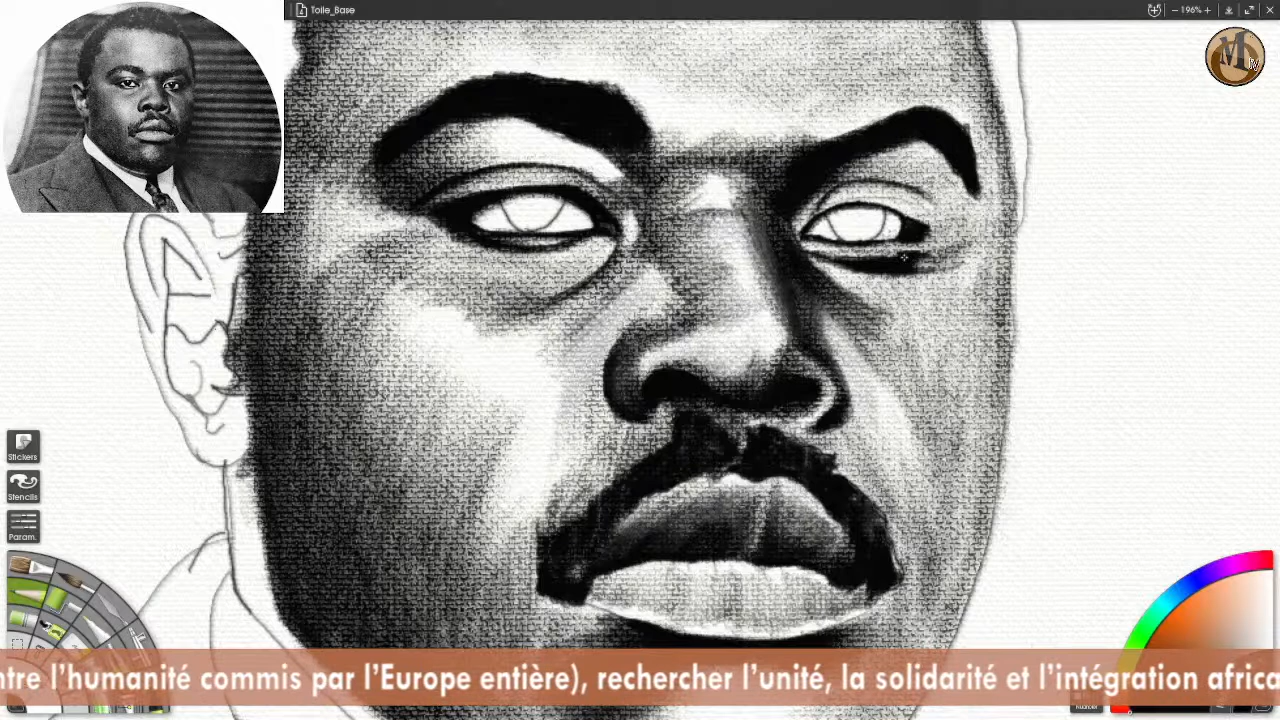 Toile_Base
196%
Stickers
Stencils
Param.
ntre l’humanité commis par l’Europe entière), rechercher l’unité, la solidarité et l’intégration africa